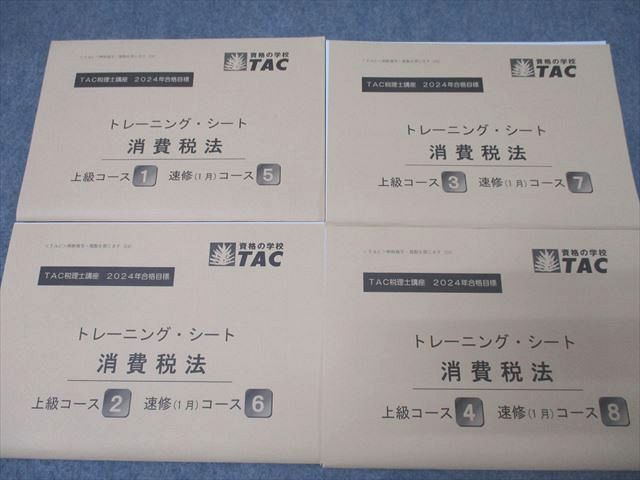 資格の学校
TAC
TAC税理士講座 2024年合格目標
トレーニング・シート
消費税法
上級コース 1 速修(1月)コース 5
資格の学校
TAC
TAC税理士講座 2024年合格目標
トレーニング・シート
消費税法
上級コース 3 速修(1月)コース 7
資格の学校
TAC
TAC税理士講座 2024年合格目標
トレーニング・シート
消費税法
上級コース 2 速修(1月)コース 6
資格の学校
TAC
TAC税理士講座 2024年合格目標
トレーニング・シート
消費税法
上級コース 4 速修(1月)コース 8